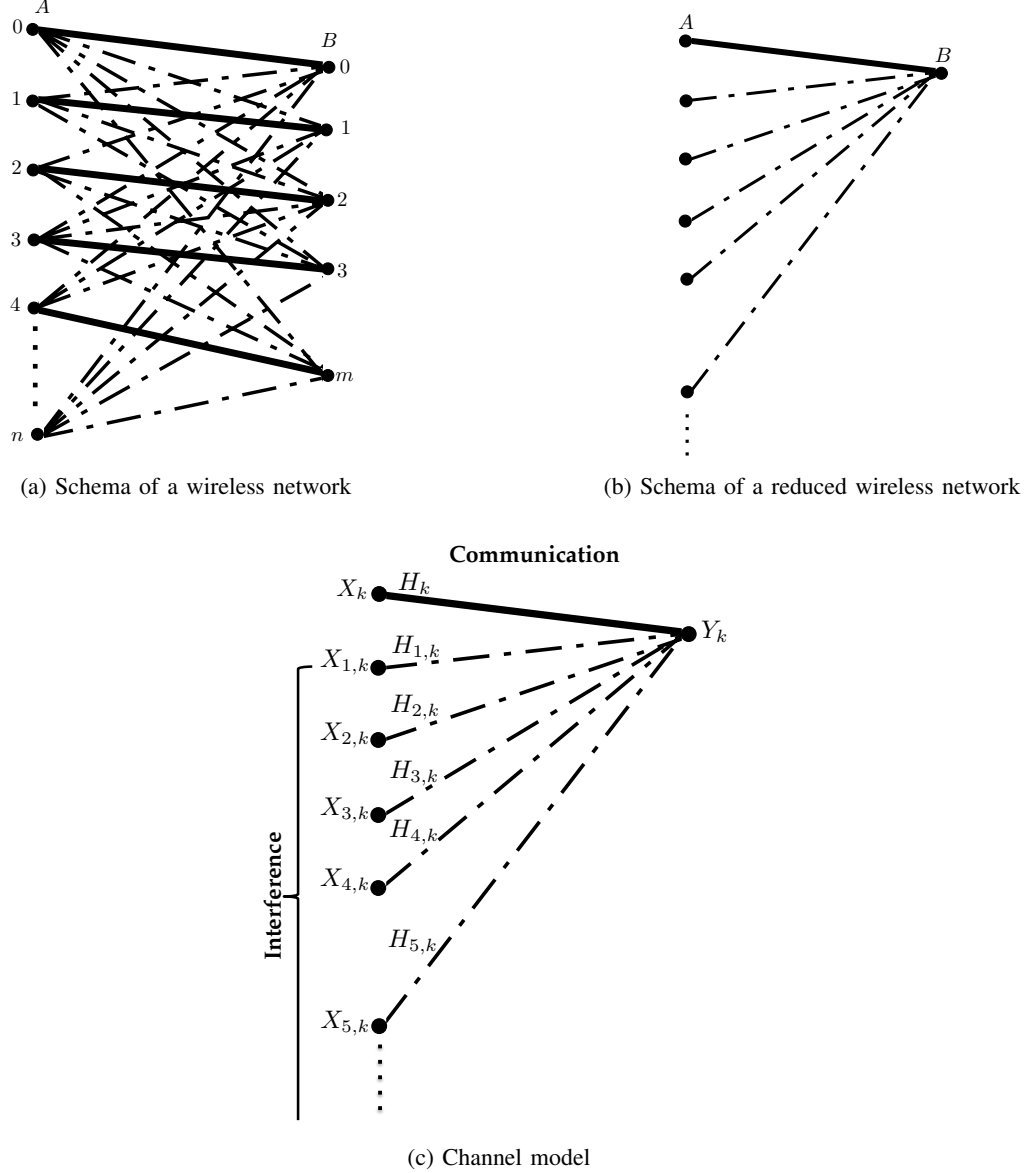 A
B
0
0
1
1
2
2
3
3
4
m
n
(a) Schema of a wireless network
A
B
(b) Schema of a reduced wireless network
Communication
X_k
H_k
Y_k
X_{1,k}
H_{1,k}
X_{2,k}
H_{2,k}
X_{3,k}
H_{3,k}
X_{4,k}
H_{4,k}
X_{5,k}
H_{5,k}
Interference
(c) Channel model